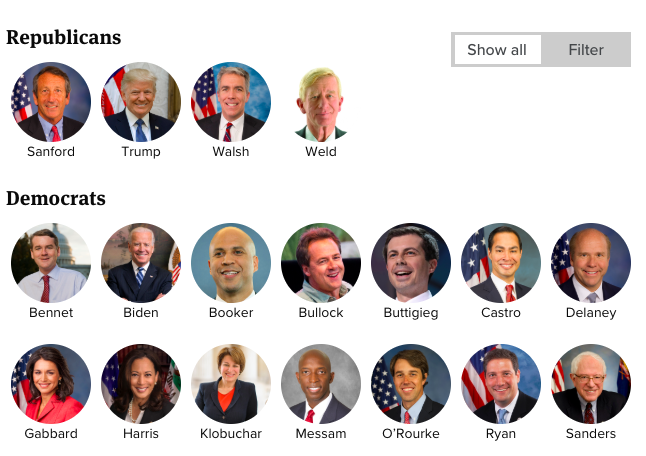 Republicans
Show all Filter
Sanford Trump Walsh Weld
Democrats
Bennet Biden Booker Bullock Buttigieg Castro Delaney
Gabbard Harris Klobuchar Messam O'Rourke Ryan Sanders